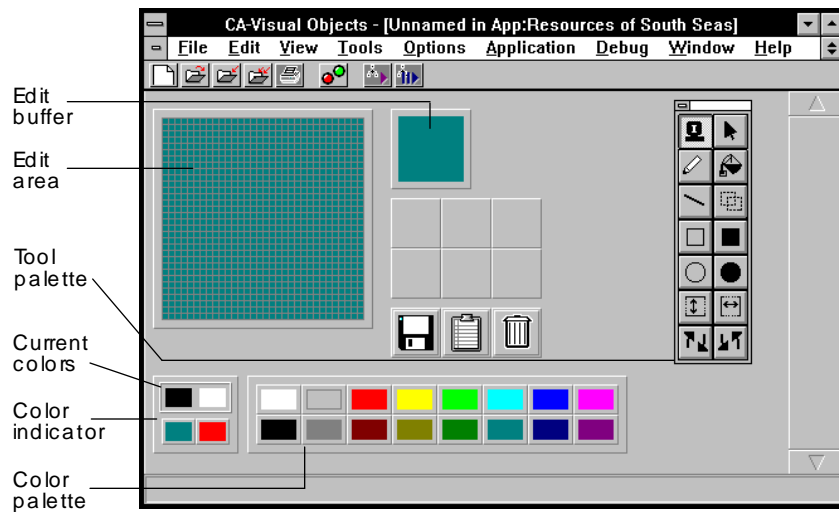 CA-Visual Objects - [Unnamed in App:Resources of South Seas]
File Edit View Tools Options Application Debug Window Help
Edit
buffer
Edit
area
Tool
palette
Current
colors
Color
indicator
Color
palette